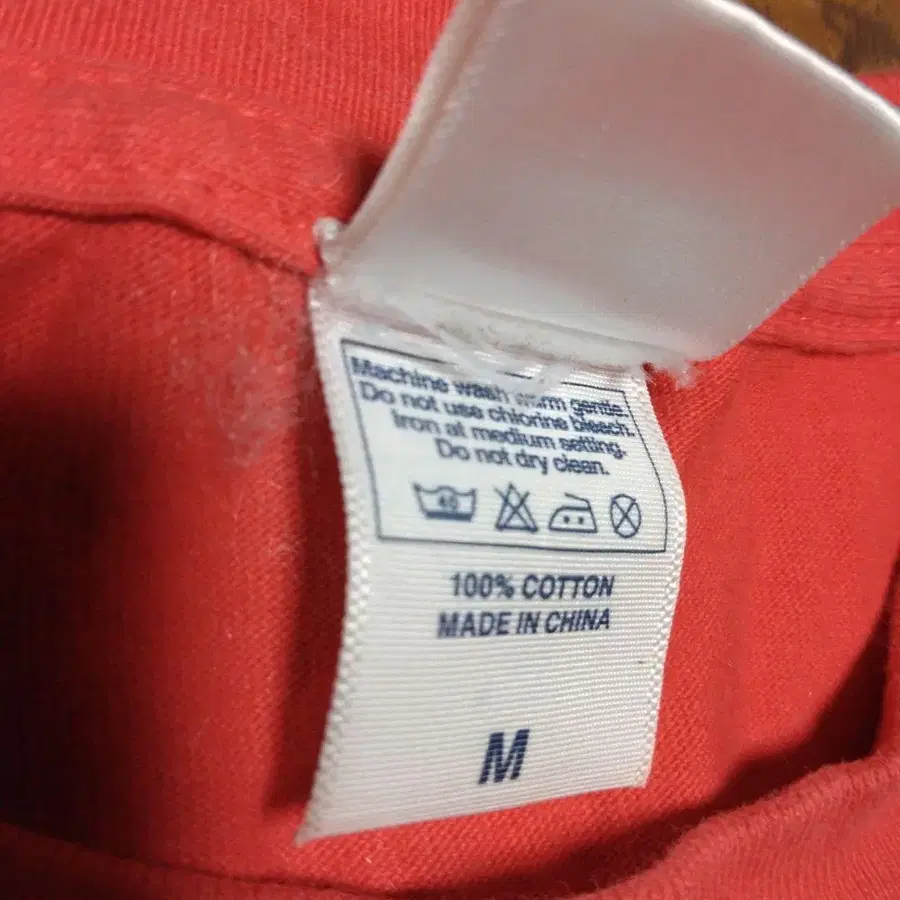 Machine wash warm gentle.
Do not use chlorine bleach.
Iron at medium setting.
Do not dry clean.
40
100% COTTON
MADE IN CHINA
M